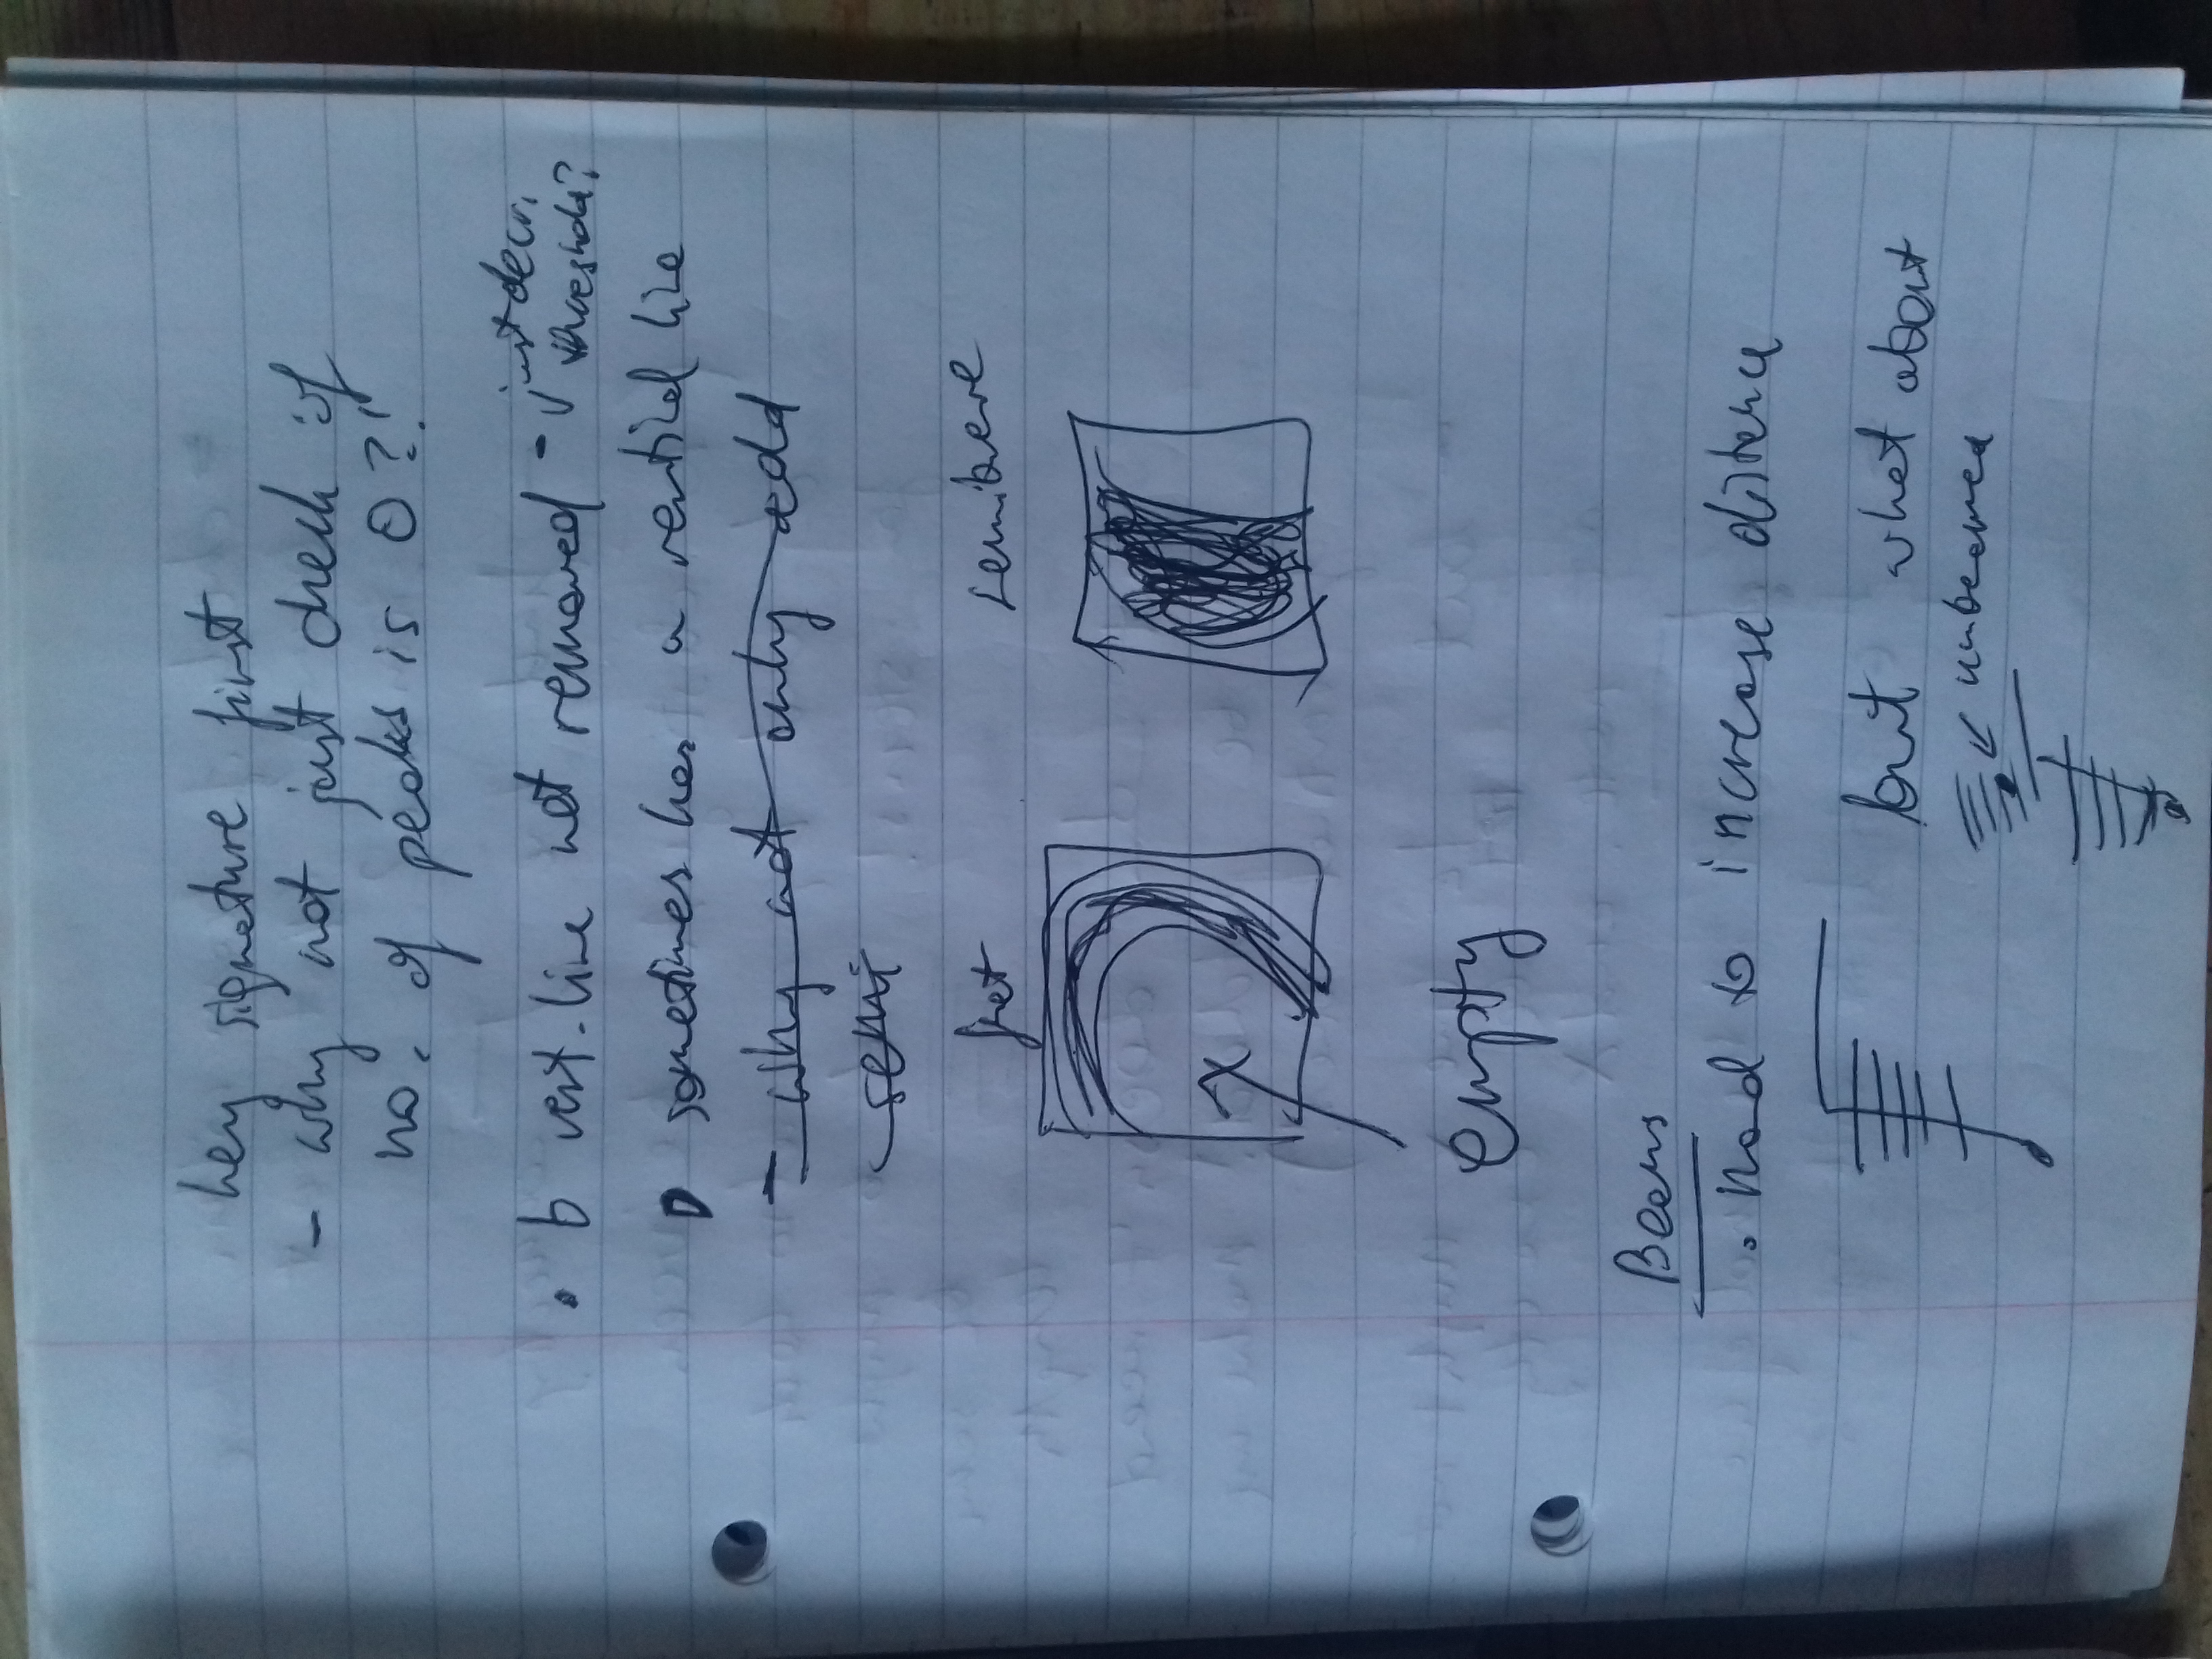 key signature first
- why not just check if
no. of peaks is 0?!
• b vert. line not removed - just decr.
threshold?
sometimes has a vertical line
- why not only add
semi
flat semibreve
empty
Beams
• had to increase distance
but what about
unbeamed